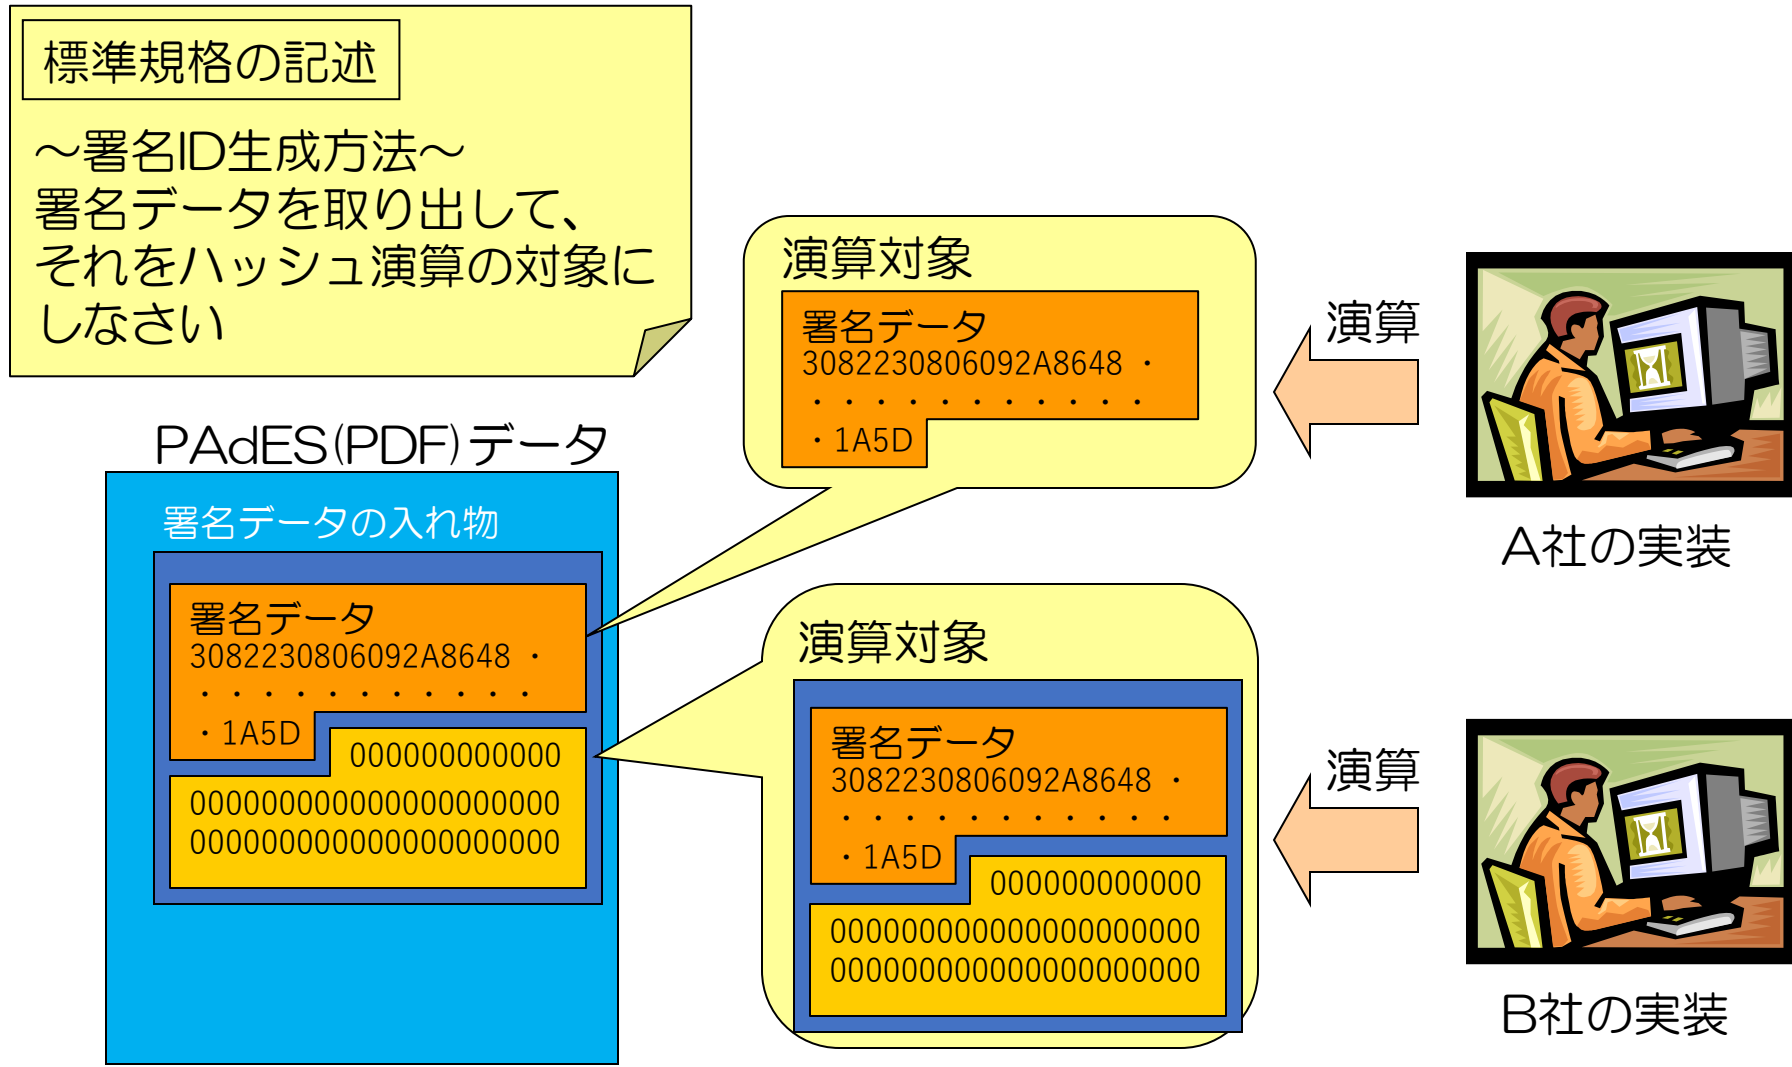 標準規格の記述
～署名ID生成方法～
署名データを取り出して、
それをハッシュ演算の対象に
しなさい
PAdES(PDF)データ
署名データの入れ物
署名データ
3082230806092A8648・
・・・・・・・・・・・
・1A5D
000000000000
000000000000000000000
000000000000000000000
演算対象
署名データ
3082230806092A8648・
・・・・・・・・・・・
・1A5D
演算
A社の実装
演算対象
署名データ
3082230806092A8648・
・・・・・・・・・・・
・1A5D
000000000000
000000000000000000000
000000000000000000000
演算
B社の実装